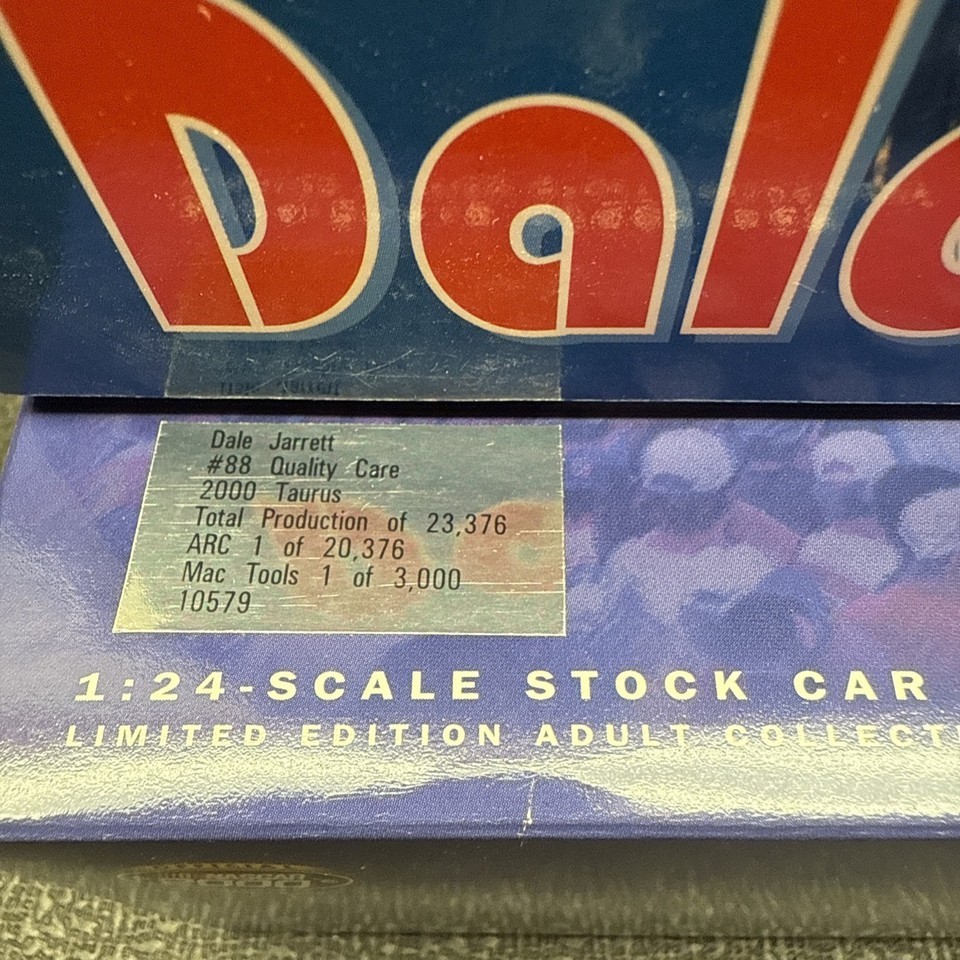 Dal
Dale Jarrett
#88 Quality Care
2000 Taurus
Total Production of 23,376
ARC 1 of 20,376
Mac Tools 1 of 3,000
10579
1:24-SCALE STOCK CAR
LIMITED EDITION ADULT COLLECT